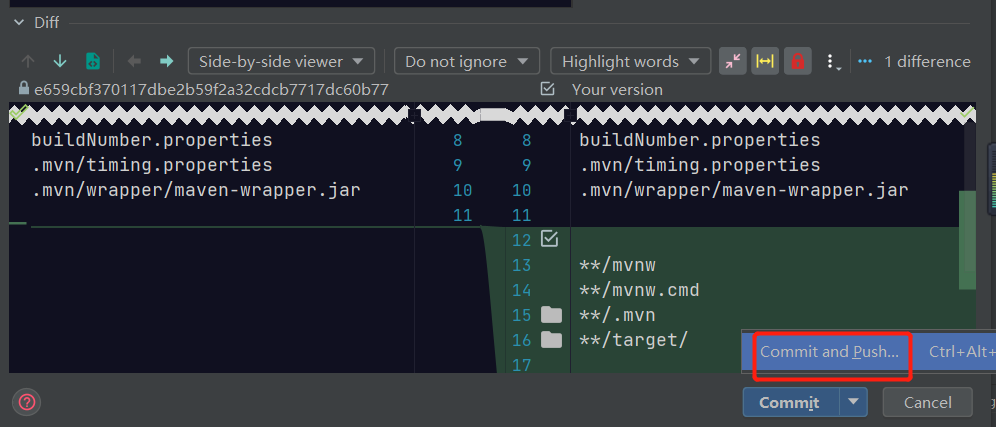 Diff
Side-by-side viewer Do not ignore Highlight words 1 difference
e659cbf370117dbe2b59f2a32cdcb7717dc60b77 Your version
buildNumber.properties 8 8 buildNumber.properties
.mvn/timing.properties 9 9 .mvn/timing.properties
.mvn/wrapper/maven-wrapper.jar 10 10 .mvn/wrapper/maven-wrapper.jar
11 11
12
13 **/mvnw
14 **/mvnw.cmd
15 **/.mvn
16 **/target/
Commit and Push... Ctrl+Alt+
17
Commit Cancel